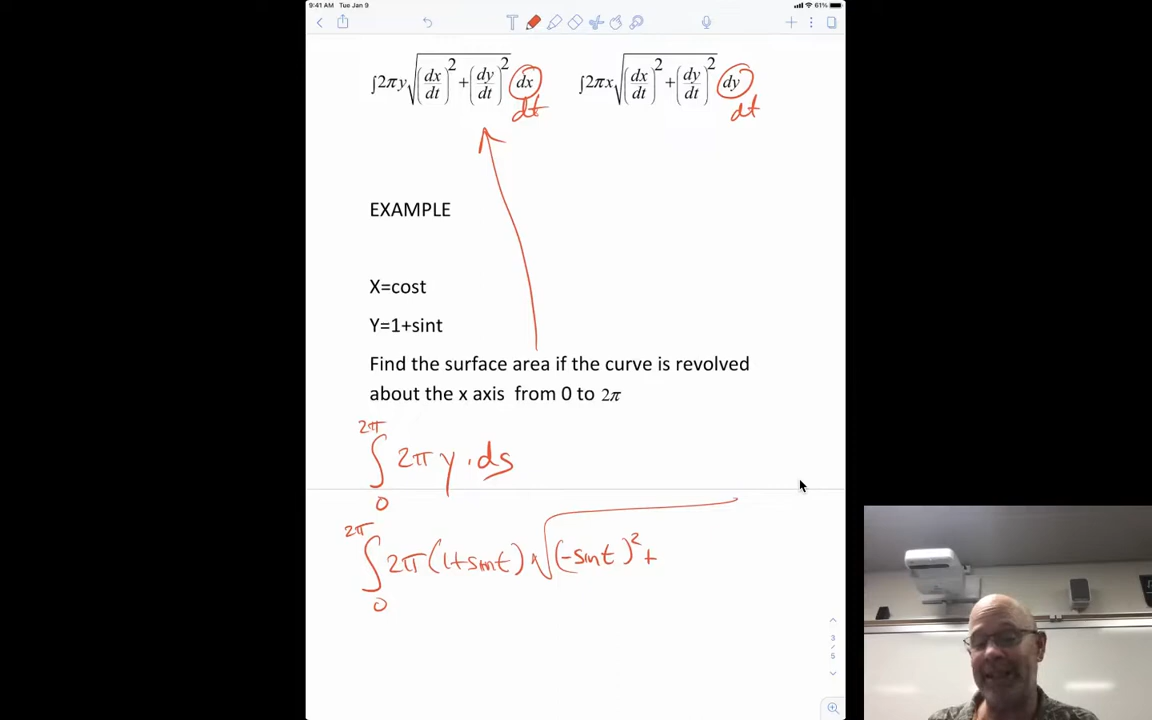 9:41 AM Tue Jan 9
61%
∫2πy√((dx/dt)²+(dy/dt)²) dx ∫2πx√((dx/dt)²+(dy/dt)²) dy
dt dt
EXAMPLE
X=cost
Y=1+sint
Find the surface area if the curve is revolved
about the x axis from 0 to 2π
∫₀^2π 2π y · ds
∫₀^2π 2π(1+sint)√(-sint)²+
3
/
5